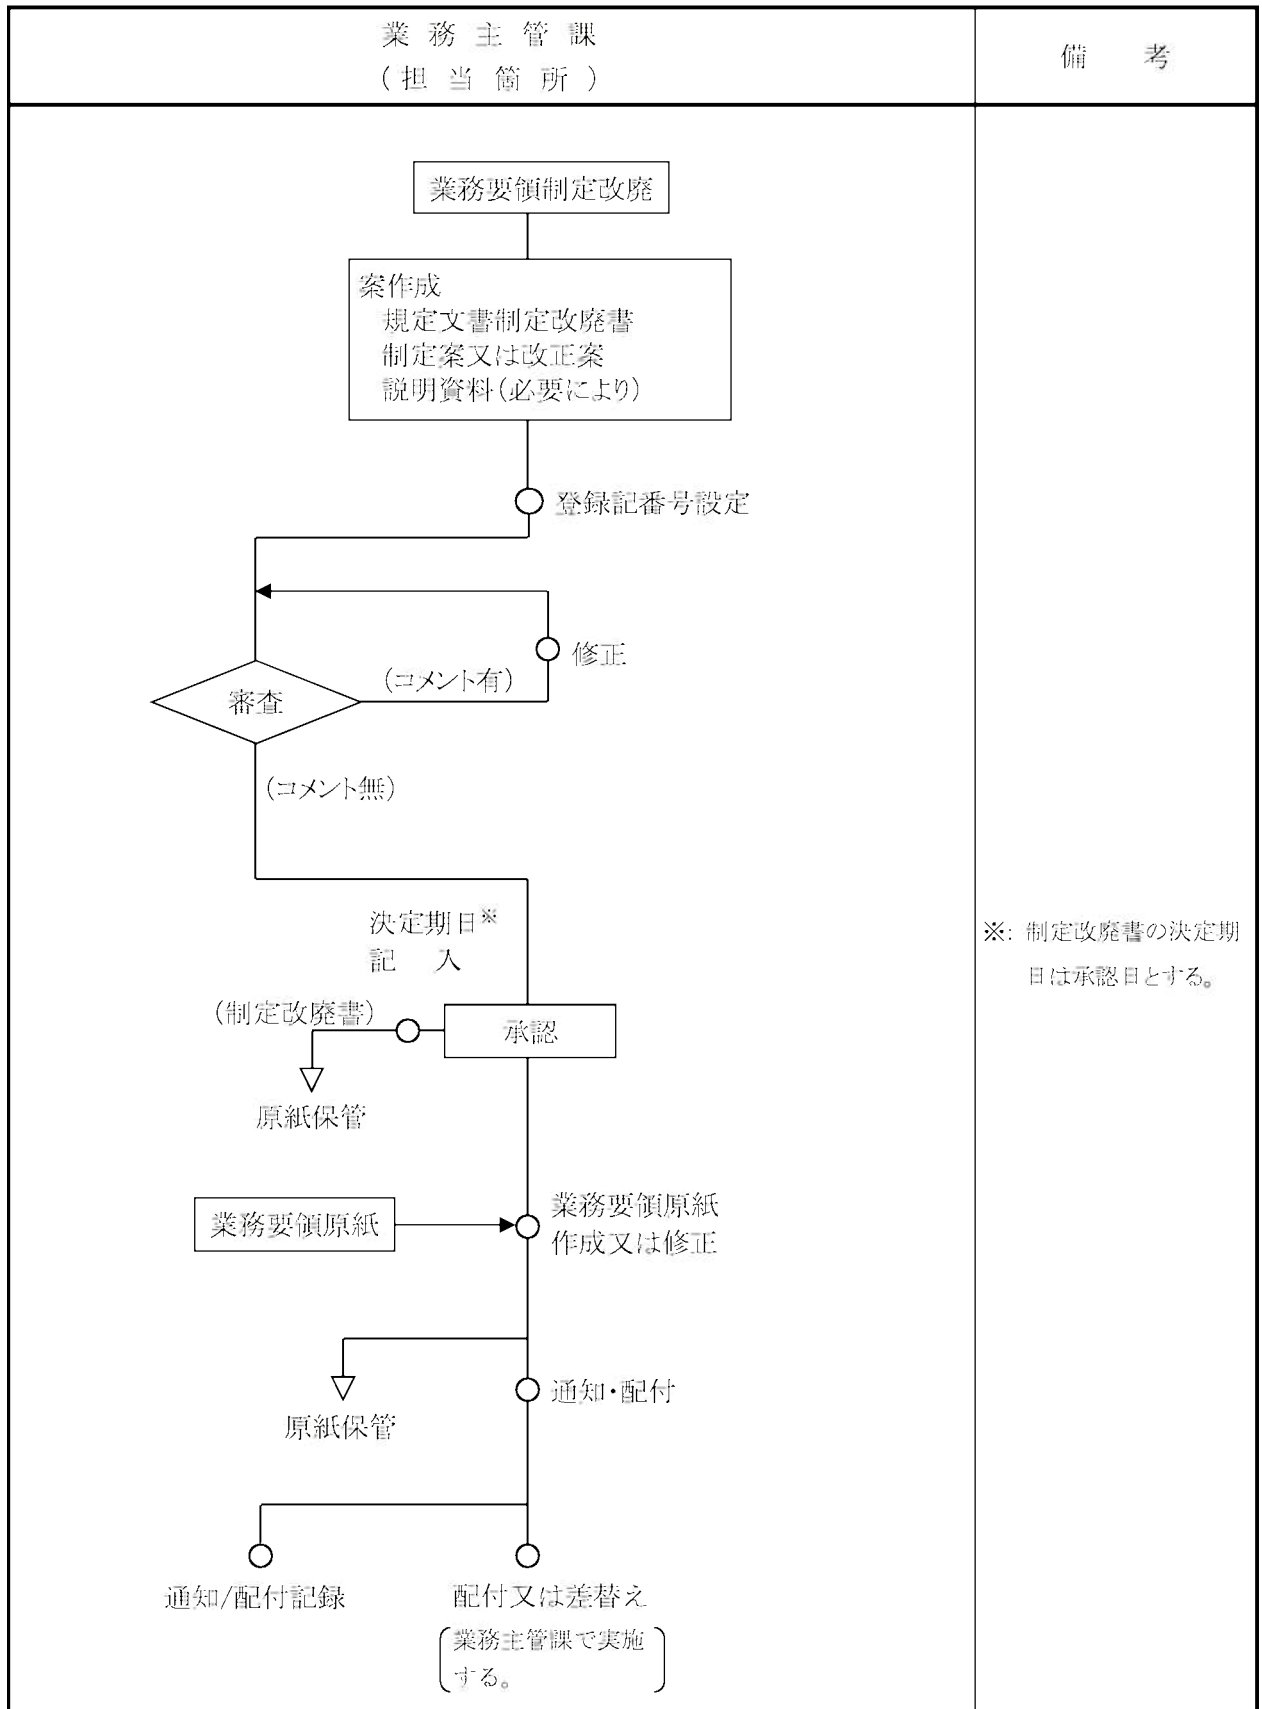 業務主管課
(担当箇所)
備考
業務要領制定改廃
案作成
規定文書制定改廃書
制定案又は改正案
説明資料(必要により)
登録記番号設定
修正
(コメント有)
審査
(コメント無)
決定期日※
記入
※: 制定改廃書の決定期
日は承認日とする。
(制定改廃書)
承認
原紙保管
業務要領原紙
業務要領原紙
作成又は修正
通知・配付
原紙保管
通知/配付記録
配付又は差替え
業務主管課で実施
する。